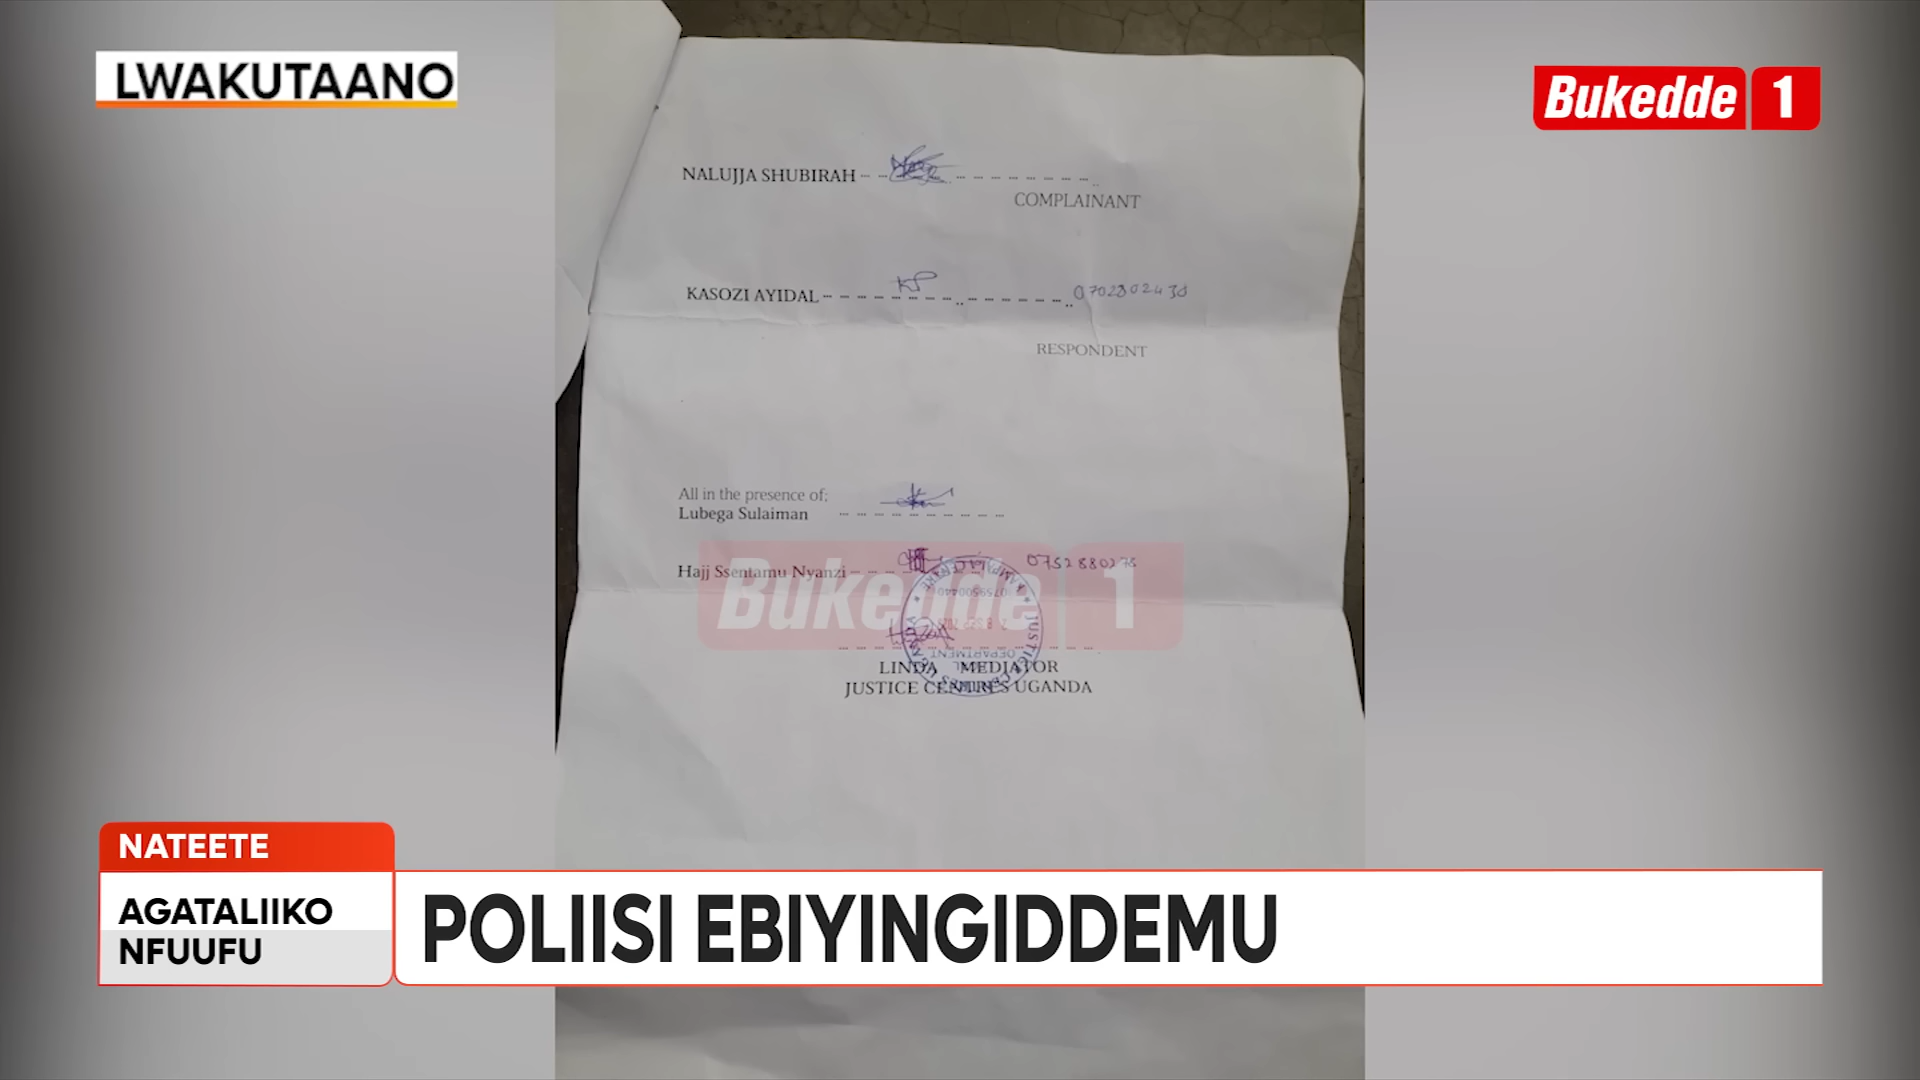 LWAKUTAANO
Bukedde 1
NALUJJA SHUBIRAH
COMPLAINANT
KASOZI AYIDAL
RESPONDENT
All in the presence of;
Lubega Sulaiman
Hajj Ssentamu Nyanzi 0752880275
Bukedde 1
LINDA MEDIATOR
JUSTICE CENTRES UGANDA
NATEETE
AGATALIIKO
NFUUFU
POLIISI EBIYINGIDDEMU